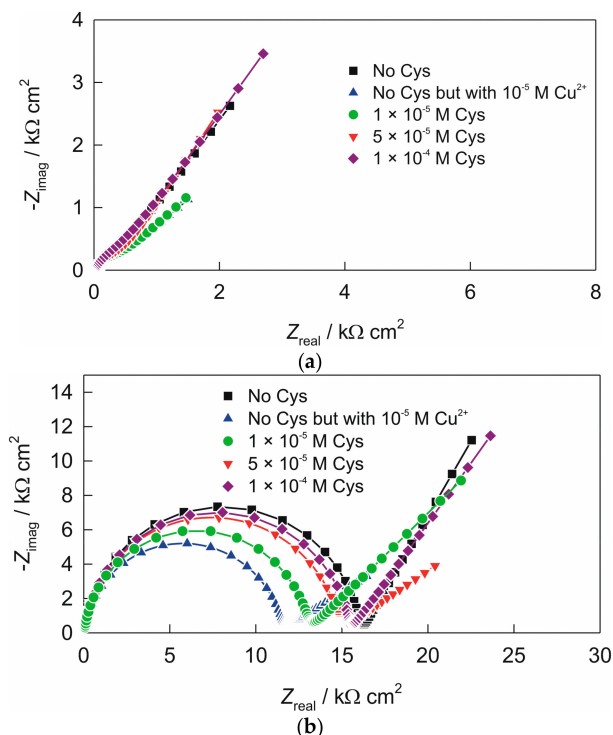 4
3
2
1
0
-Zimag / kΩ cm²
No Cys
No Cys but with 10⁻⁵ M Cu²⁺
1 × 10⁻⁵ M Cys
5 × 10⁻⁵ M Cys
1 × 10⁻⁴ M Cys
0 2 4 6 8
Zreal / kΩ cm²
(a)
14
12
10
8
6
4
2
0
-Zimag / kΩ cm²
No Cys
No Cys but with 10⁻⁵ M Cu²⁺
1 × 10⁻⁵ M Cys
5 × 10⁻⁵ M Cys
1 × 10⁻⁴ M Cys
0 5 10 15 20 25 30
Zreal / kΩ cm²
(b)